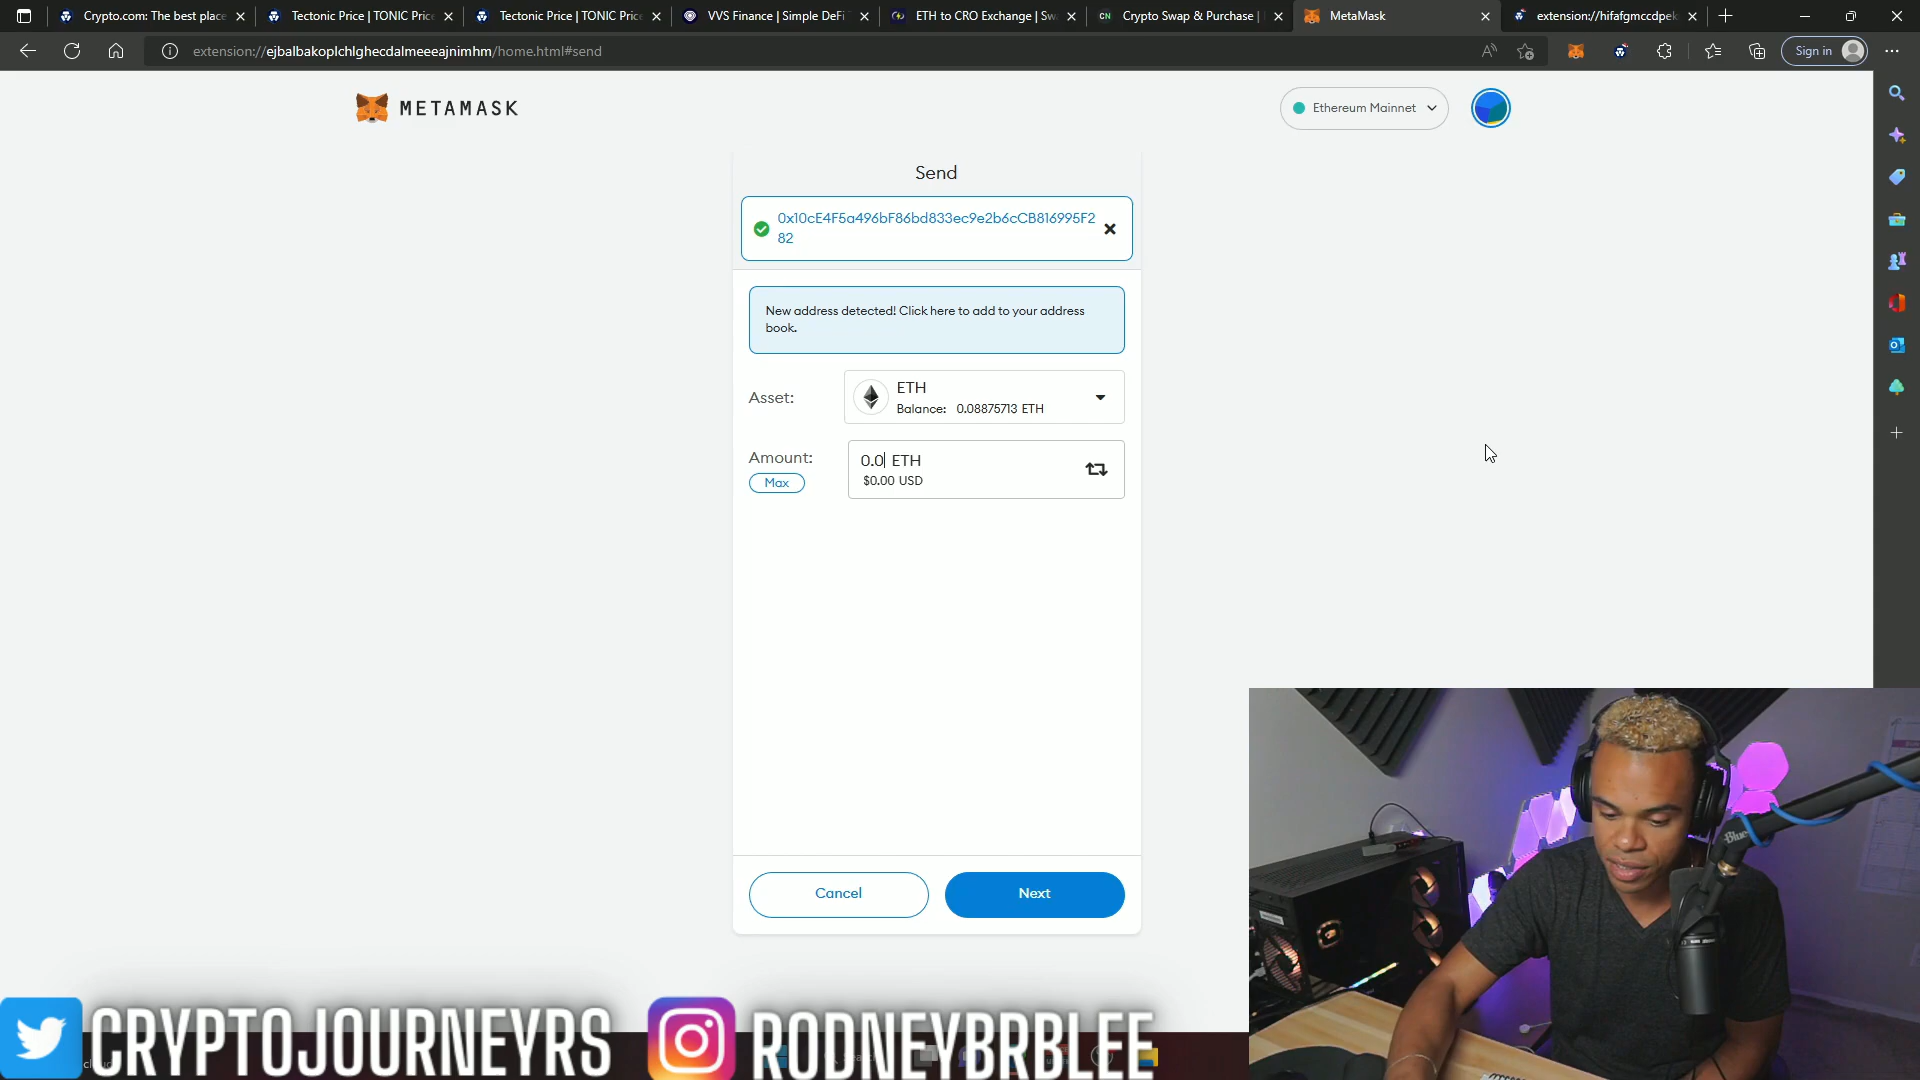 Crypto.com: The best place
Tectonic Price | TONIC Pric
Tectonic Price | TONIC Pric
VVS Finance | Simple DeFi
ETH to CRO Exchange | Sw
CN
Crypto Swap & Purchase |
MetaMask
extension://hifafgmccdpek
extension://ejbalbakoplchlghecdalmeeeajnimhm/home.html#send
Sign in
METAMASK
Ethereum Mainnet
Send
0x10cE4F5a496bF86bd833ec9e2b6cCB816995F2
82
New address detected! Click here to add to your address
book.
Asset:
ETH
Balance: 0.08875713 ETH
Amount:
0.0 ETH
Max
$0.00 USD
Cancel
Next
Blue
CRYPTOJOURNEYRS
RODNEYBRBLEE